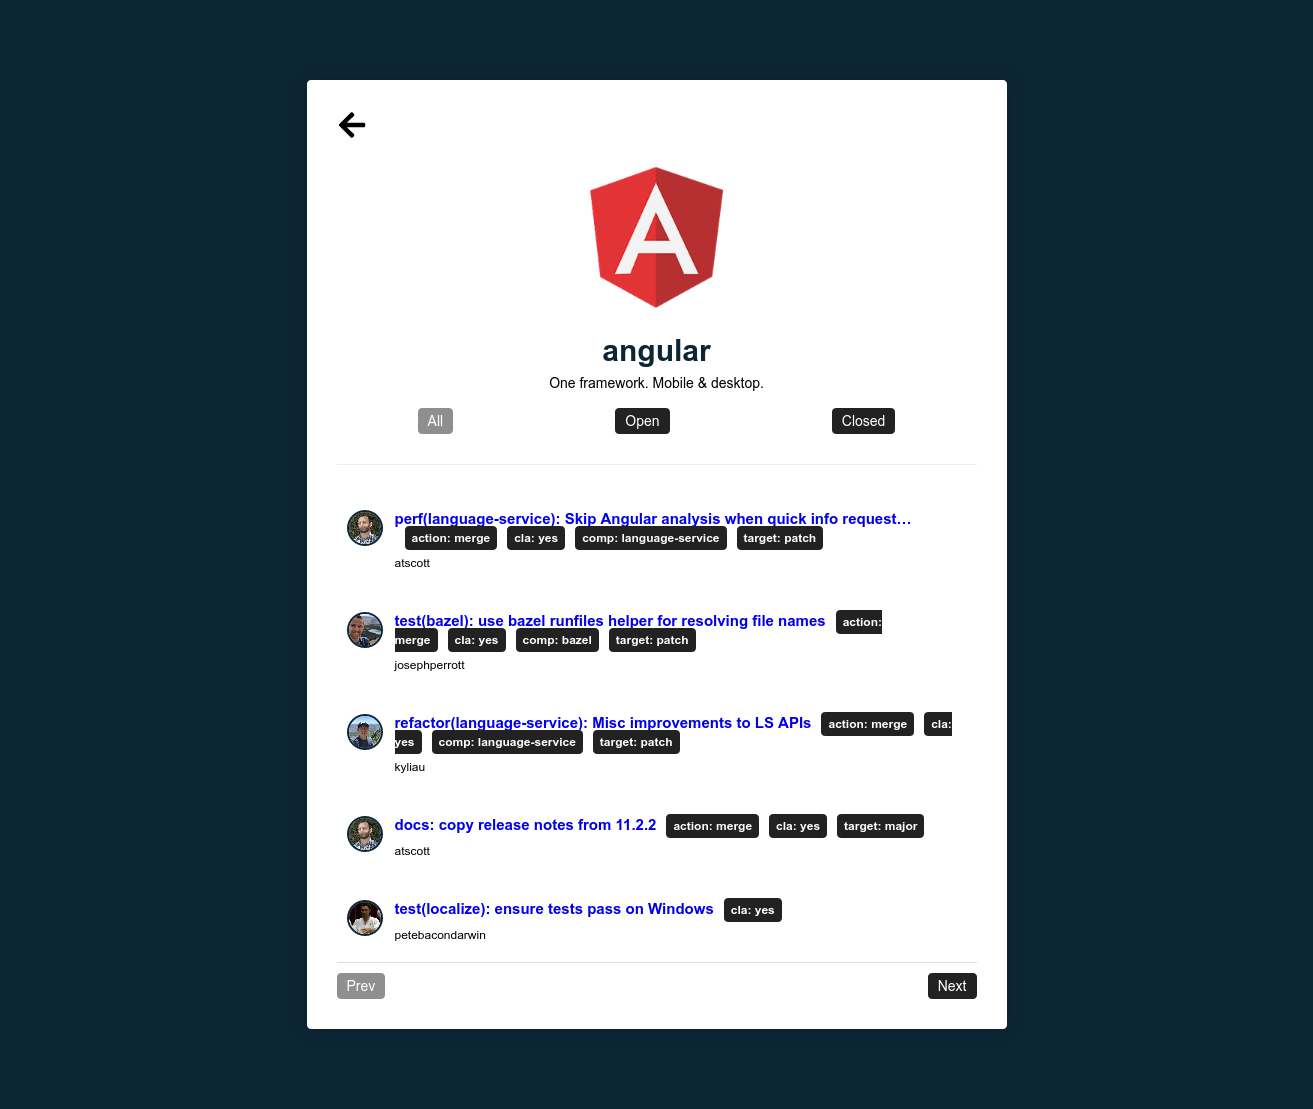 A
angular
One framework. Mobile & desktop.
All Open Closed
perf(language-service): Skip Angular analysis when quick info request…
action: merge cla: yes comp: language-service target: patch
atscott
test(bazel): use bazel runfiles helper for resolving file names action:
merge cla: yes comp: bazel target: patch
josephperrott
refactor(language-service): Misc improvements to LS APIs action: merge cla:
yes comp: language-service target: patch
kyliau
docs: copy release notes from 11.2.2 action: merge cla: yes target: major
atscott
test(localize): ensure tests pass on Windows cla: yes
petebacondarwin
Prev Next